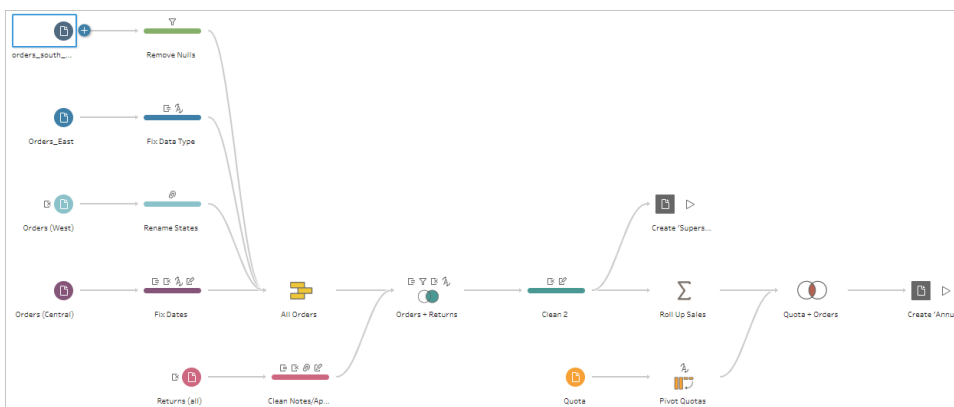 orders_south_...
Remove Nulls
Orders_East
Fix Data Type
Orders (West)
Rename States
Create 'Supers...
Orders (Central)
Fix Dates
All Orders
Orders + Returns
Clean 2
Roll Up Sales
Quota + Orders
Create 'Annu
Returns (all)
Clean Notes/Ap...
Quota
Pivot Quotas